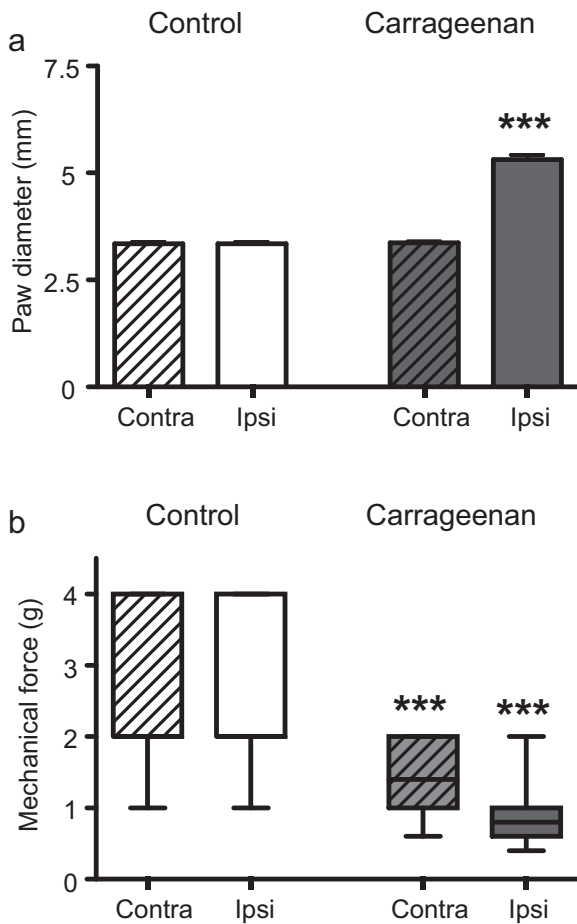 a
Control Carrageenan
Paw diameter (mm)
7.5
5
2.5
0
***
Contra Ipsi Contra Ipsi
b
Control Carrageenan
Mechanical force (g)
4
3
2
1
0
*** ***
Contra Ipsi Contra Ipsi